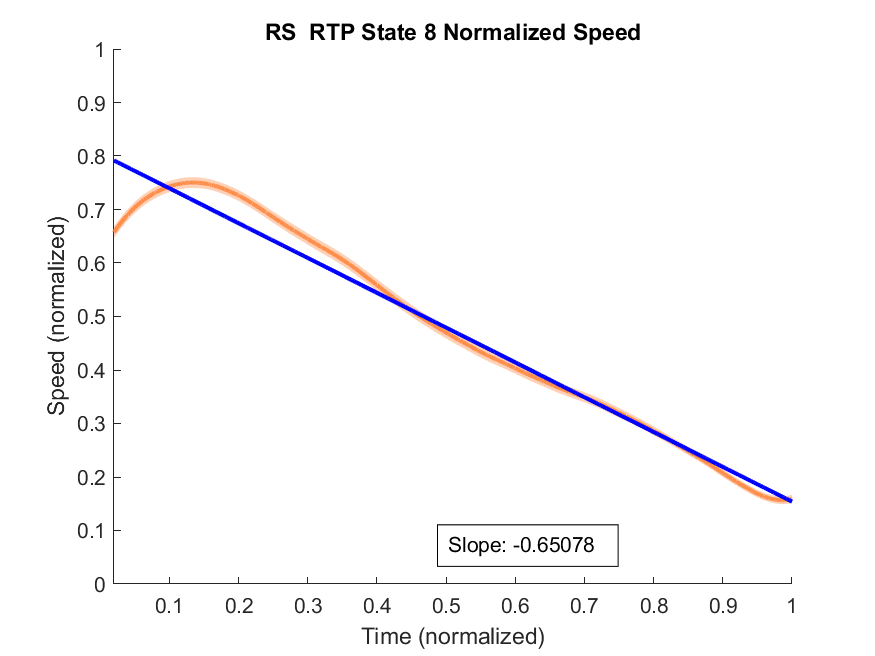 RS  RTP State 8 Normalized Speed
1
0.9
0.8
0.7
0.6
0.5
0.4
0.3
0.2
0.1
0
Speed (normalized)
Slope: -0.65078
0.1 0.2 0.3 0.4 0.5 0.6 0.7 0.8 0.9 1
Time (normalized)